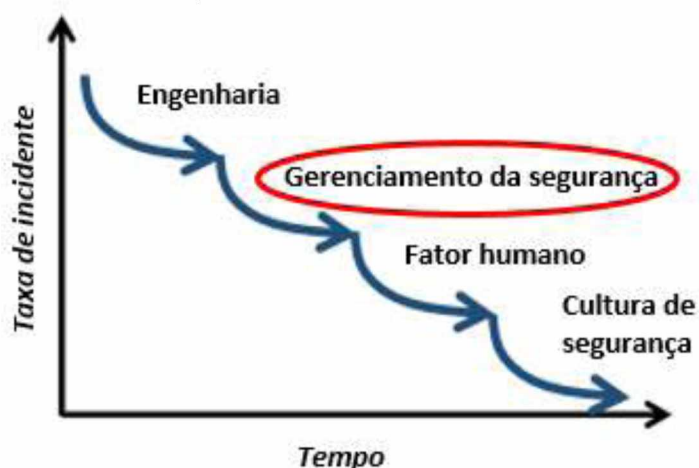 Engenharia
Gerenciamento da segurança
Fator humano
Cultura de
segurança
Taxa de incidente
Tempo